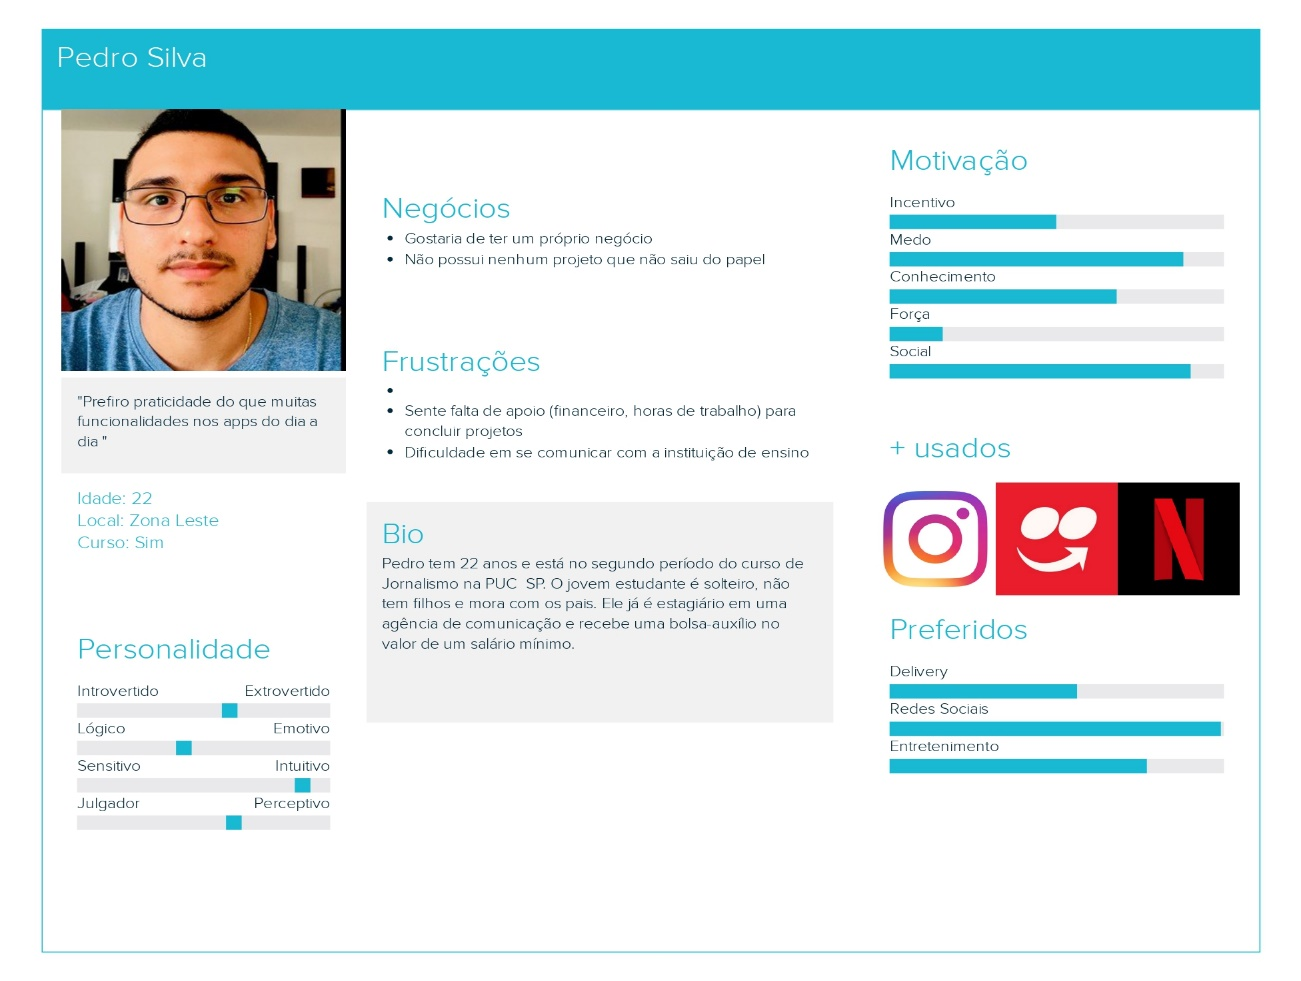 Pedro Silva
"Prefiro praticidade do que muitas
funcionalidades nos apps do dia a
dia "
Idade: 22
Local: Zona Leste
Curso: Sim
Personalidade
Introvertido Extrovertido
Lógico Emotivo
Sensitivo Intuitivo
Julgador Perceptivo
Negócios
• Gostaria de ter um próprio negócio
• Não possui nenhum projeto que não saiu do papel
Frustrações
•
• Sente falta de apoio (financeiro, horas de trabalho) para
concluir projetos
• Dificuldade em se comunicar com a instituição de ensino
Bio
Pedro tem 22 anos e está no segundo período do curso de
Jornalismo na PUC  SP. O jovem estudante é solteiro, não
tem filhos e mora com os pais. Ele já é estagiário em uma
agência de comunicação e recebe uma bolsa-auxílio no
valor de um salário mínimo.
Motivação
Incentivo
Medo
Conhecimento
Força
Social
+ usados
N
Preferidos
Delivery
Redes Sociais
Entretenimento